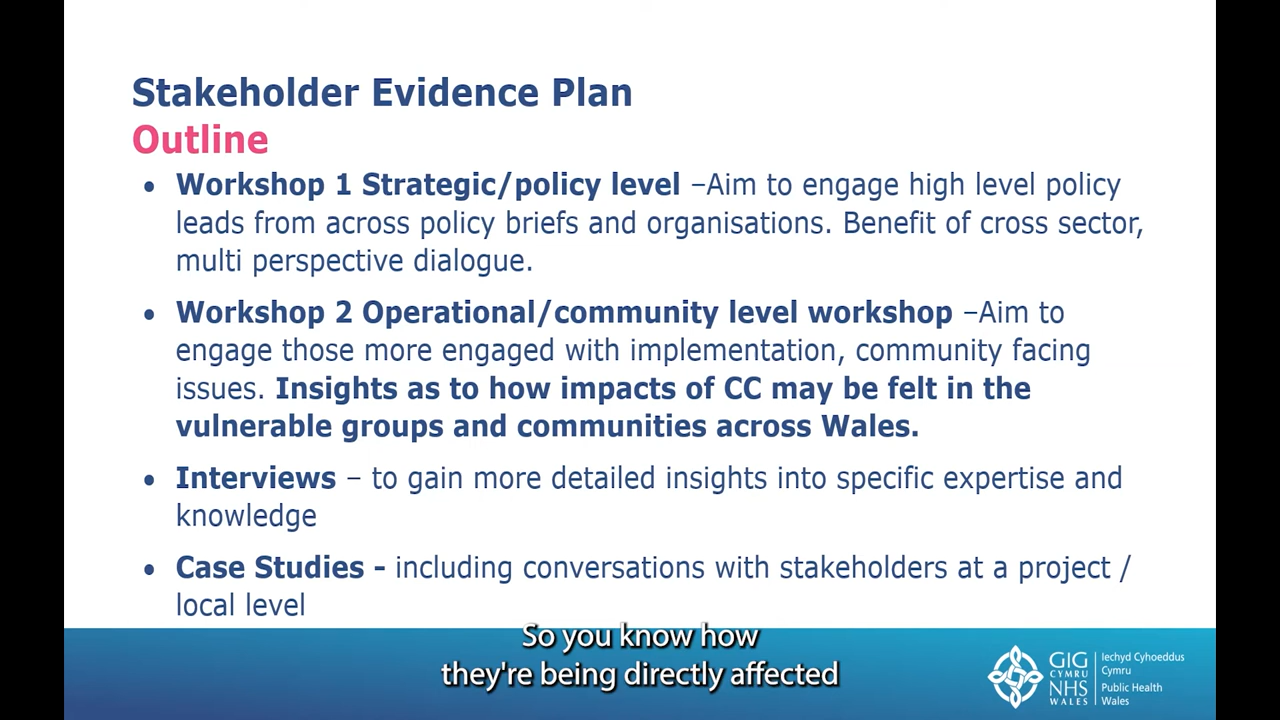 Stakeholder Evidence Plan
Outline
• Workshop 1 Strategic/policy level –Aim to engage high level policy
leads from across policy briefs and organisations. Benefit of cross sector,
multi perspective dialogue.
• Workshop 2 Operational/community level workshop –Aim to
engage those more engaged with implementation, community facing
issues. Insights as to how impacts of CC may be felt in the
vulnerable groups and communities across Wales.
• Interviews – to gain more detailed insights into specific expertise and
knowledge
• Case Studies - including conversations with stakeholders at a project /
local level
So you know how
they're being directly affected
GIG
CYMRU
NHS
WALES
Iechyd Cyhoeddus
Cymru
Public Health
Wales